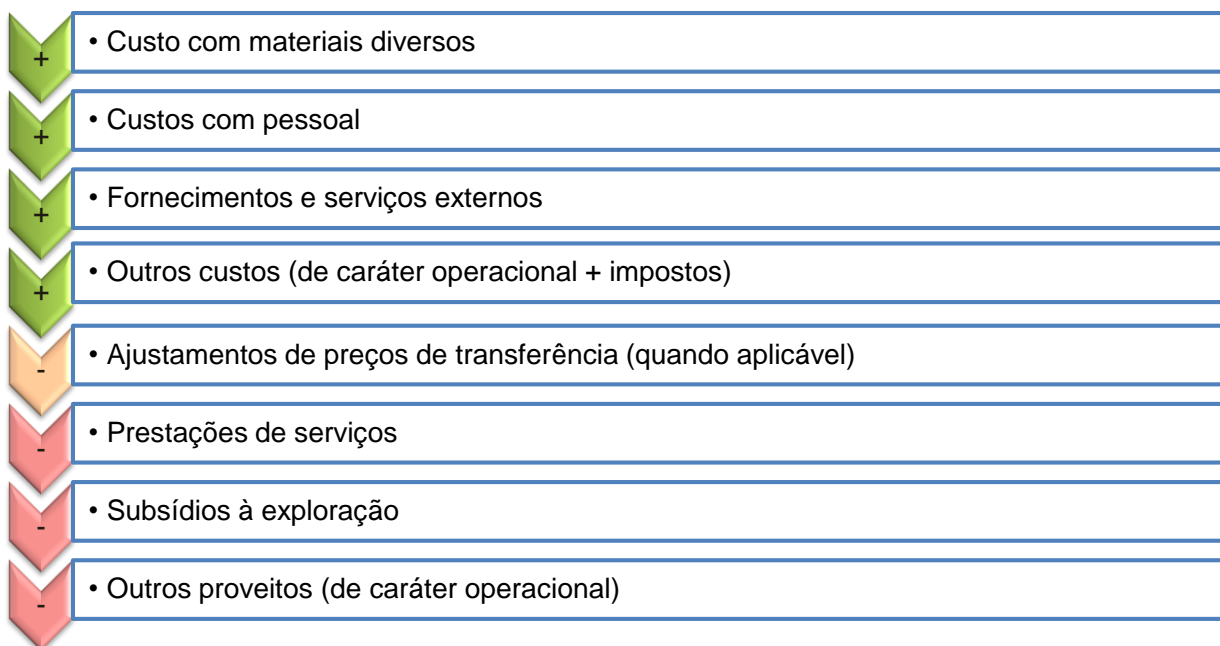 + • Custo com materiais diversos
+ • Custos com pessoal
+ • Fornecimentos e serviços externos
+ • Outros custos (de caráter operacional + impostos)
- • Ajustamentos de preços de transferência (quando aplicável)
- • Prestações de serviços
- • Subsídios à exploração
- • Outros proveitos (de caráter operacional)